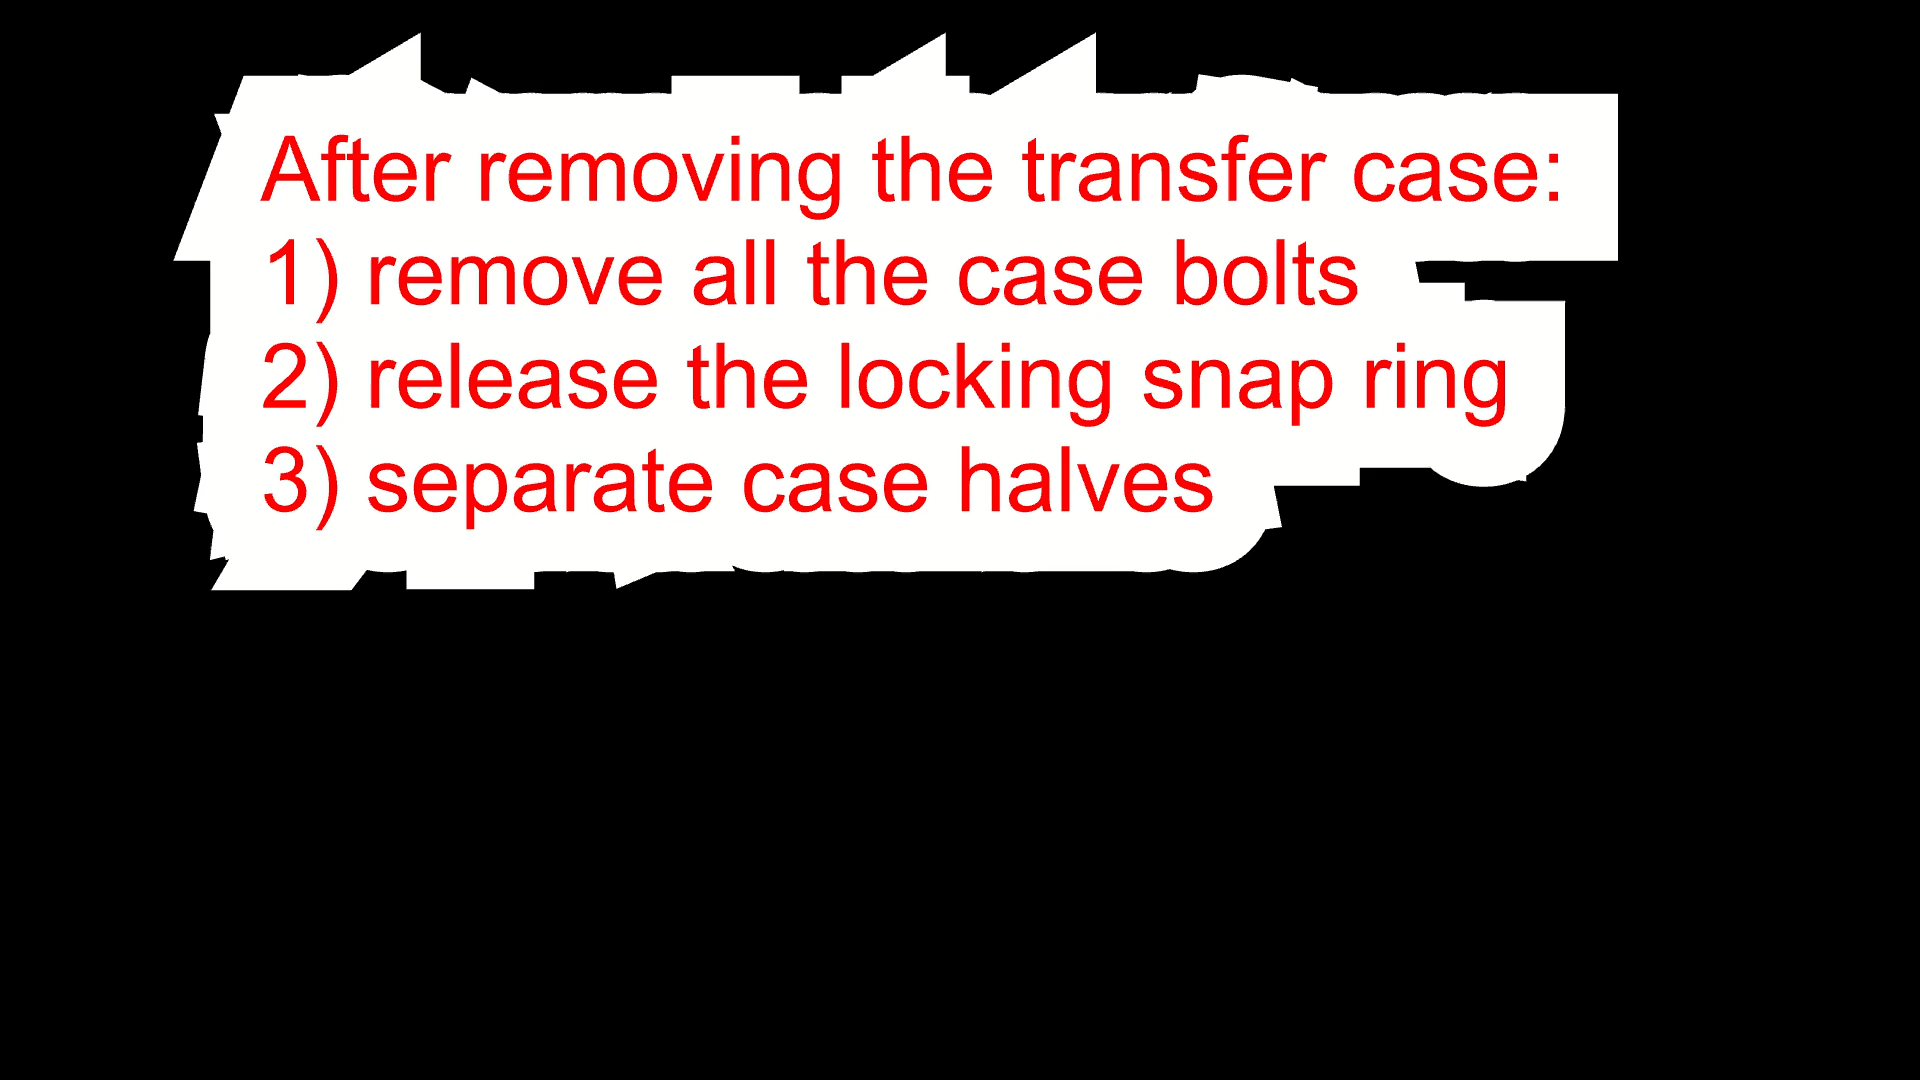 After removing the transfer case:
1) remove all the case bolts
2) release the locking snap ring
3) separate case halves